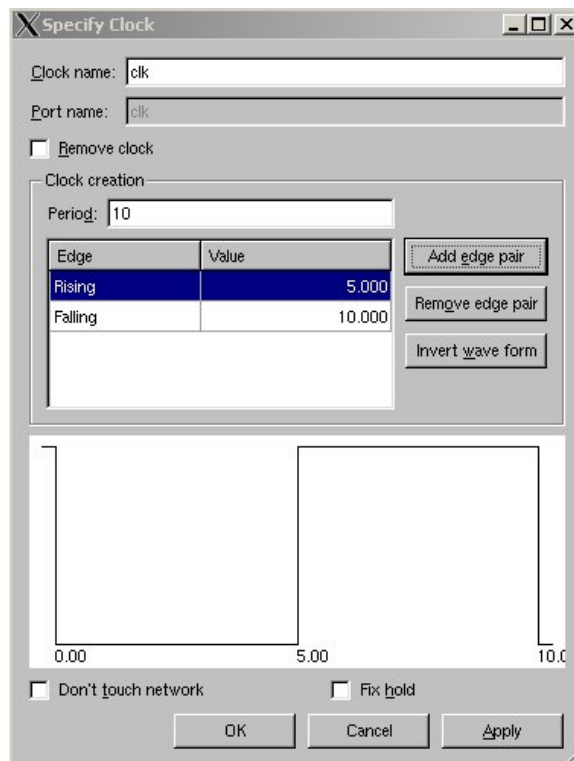 Specify Clock
Clock name: clk
Port name: clk
Remove clock
Clock creation
Period: 10
Edge Value
Add edge pair
Rising 5.000
Remove edge pair
Falling 10.000
Invert wave form
0.00 5.00 10.0
Don't touch network Fix hold
OK Cancel Apply